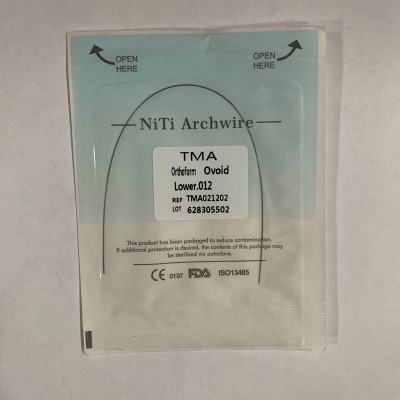 OPEN HERE
OPEN HERE
NiTi Archwire
TMA
Orthoform Ovoid
Lower.012
REF TMA021202
LOT 628305502
This product has been packaged to reduce contamination.
If additional protection is desired, the contents of this package may
be sterilised via autoclave.
CE 0197 FDA ISO13485